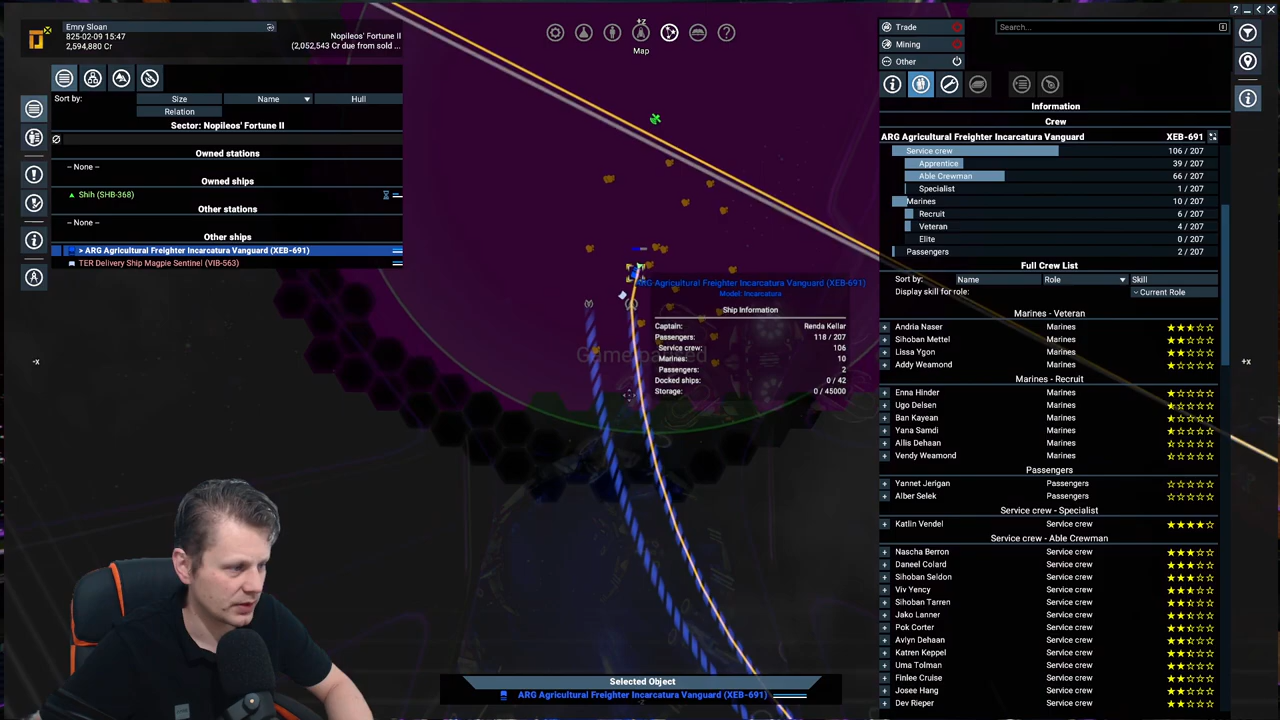 Emry Sloan
825-02-09 15:47
2,594,880 Cr
Nopileos' Fortune II
(2,052,543 Cr due from sold ...
Sort by:
Size
Name
Hull
Relation
Sector: Nopileos' Fortune II
Owned stations
-- None --
Owned ships
Shih (SHB-368)
Other stations
-- None --
Other ships
> ARG Agricultural Freighter Incarcatura Vanguard (XEB-691)
TER Delivery Ship Magpie Sentinel (VIB-563)
+Z
Map
-X
+X
ARG Agricultural Freighter Incarcatura Vanguard (XEB-691)
Model: Incarcatura
Ship Information
Captain: Renda Kellar
Passengers: 118 / 207
Service crew: 106
Marines: 10
Passengers: 2
Docked ships: 0 / 42
Storage: 0 / 45000
Game paused
Selected Object
ARG Agricultural Freighter Incarcatura Vanguard (XEB-691)
-Z
Trade
Mining
Other
Search...
Information
Crew
ARG Agricultural Freighter Incarcatura Vanguard XEB-691
Service crew 106 / 207
Apprentice 39 / 207
Able Crewman 66 / 207
Specialist 1 / 207
Marines 10 / 207
Recruit 6 / 207
Veteran 4 / 207
Elite 0 / 207
Passengers 2 / 207
Full Crew List
Sort by: Name Role Skill
Display skill for role: Current Role
Marines - Veteran
+ Andria Naser Marines ★★⯪☆☆
+ Sihoban Mettel Marines ★★☆☆☆
+ Lissa Ygon Marines ★★☆☆☆
+ Addy Weamond Marines ★☆☆☆☆
Marines - Recruit
+ Enna Hinder Marines ★☆☆☆☆
+ Ugo Delsen Marines ★☆☆☆☆
+ Ban Kayean Marines ★☆☆☆☆
+ Yana Samdi Marines ★☆☆☆☆
+ Allis Dehaan Marines ⯪☆☆☆☆
+ Vendy Weamond Marines ⯪☆☆☆☆
Passengers
+ Yannet Jerigan Passengers ☆☆☆☆☆
+ Alber Selek Passengers ☆☆☆☆☆
Service crew - Specialist
+ Katlin Vendel Service crew ★★★★☆
Service crew - Able Crewman
+ Nascha Berron Service crew ★★★☆☆
+ Daneel Colard Service crew ★★★☆☆
+ Sihoban Seldon Service crew ★★★☆☆
+ Viv Yency Service crew ★★⯪☆☆
+ Sihoban Tarren Service crew ★★⯪☆☆
+ Jako Lanner Service crew ★★⯪☆☆
+ Pok Corter Service crew ★★⯪☆☆
+ Avlyn Dehaan Service crew ★★⯪☆☆
+ Katren Keppel Service crew ★★⯪☆☆
+ Uma Tolman Service crew ★★⯪☆☆
+ Finlee Cruise Service crew ★★⯪☆☆
+ Josee Hang Service crew ★★⯪☆☆
+ Dev Rieper Service crew ★★⯪☆☆